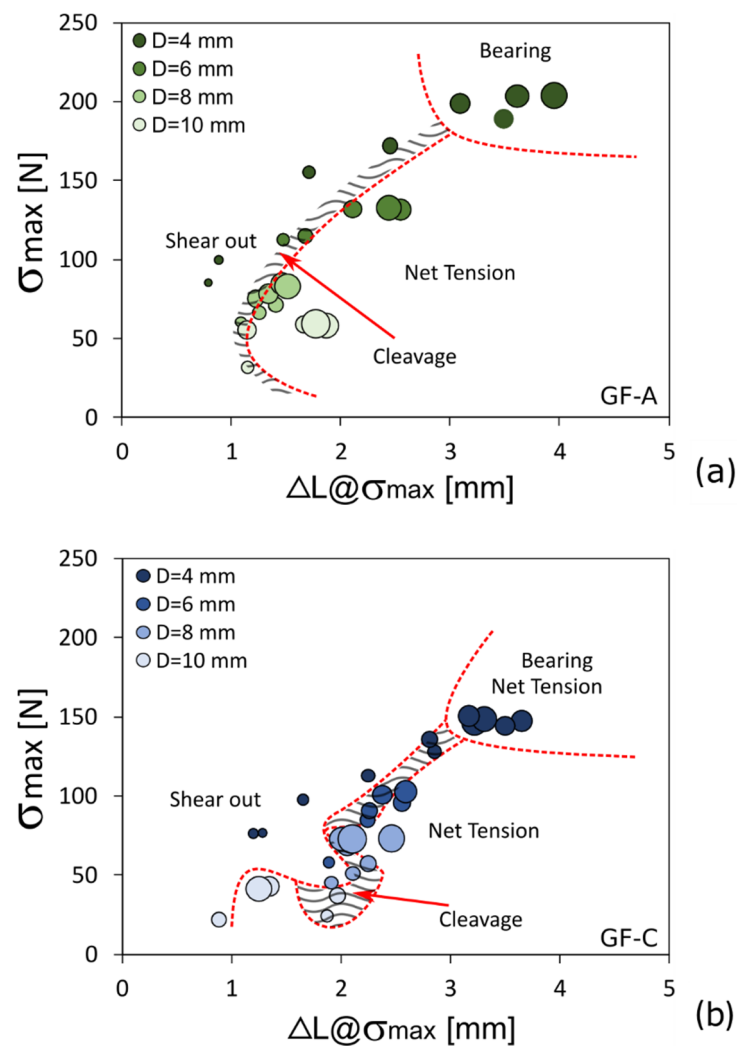 250
200
150
100
50
0
σmax [N]
D=4 mm
D=6 mm
D=8 mm
D=10 mm
Bearing
Shear out
Net Tension
Cleavage
GF-A
0 1 2 3 4 5
ΔL@σmax [mm]
(a)
250
200
150
100
50
0
σmax [N]
D=4 mm
D=6 mm
D=8 mm
D=10 mm
Bearing
Net Tension
Shear out
Net Tension
Cleavage
GF-C
0 1 2 3 4 5
ΔL@σmax [mm]
(b)